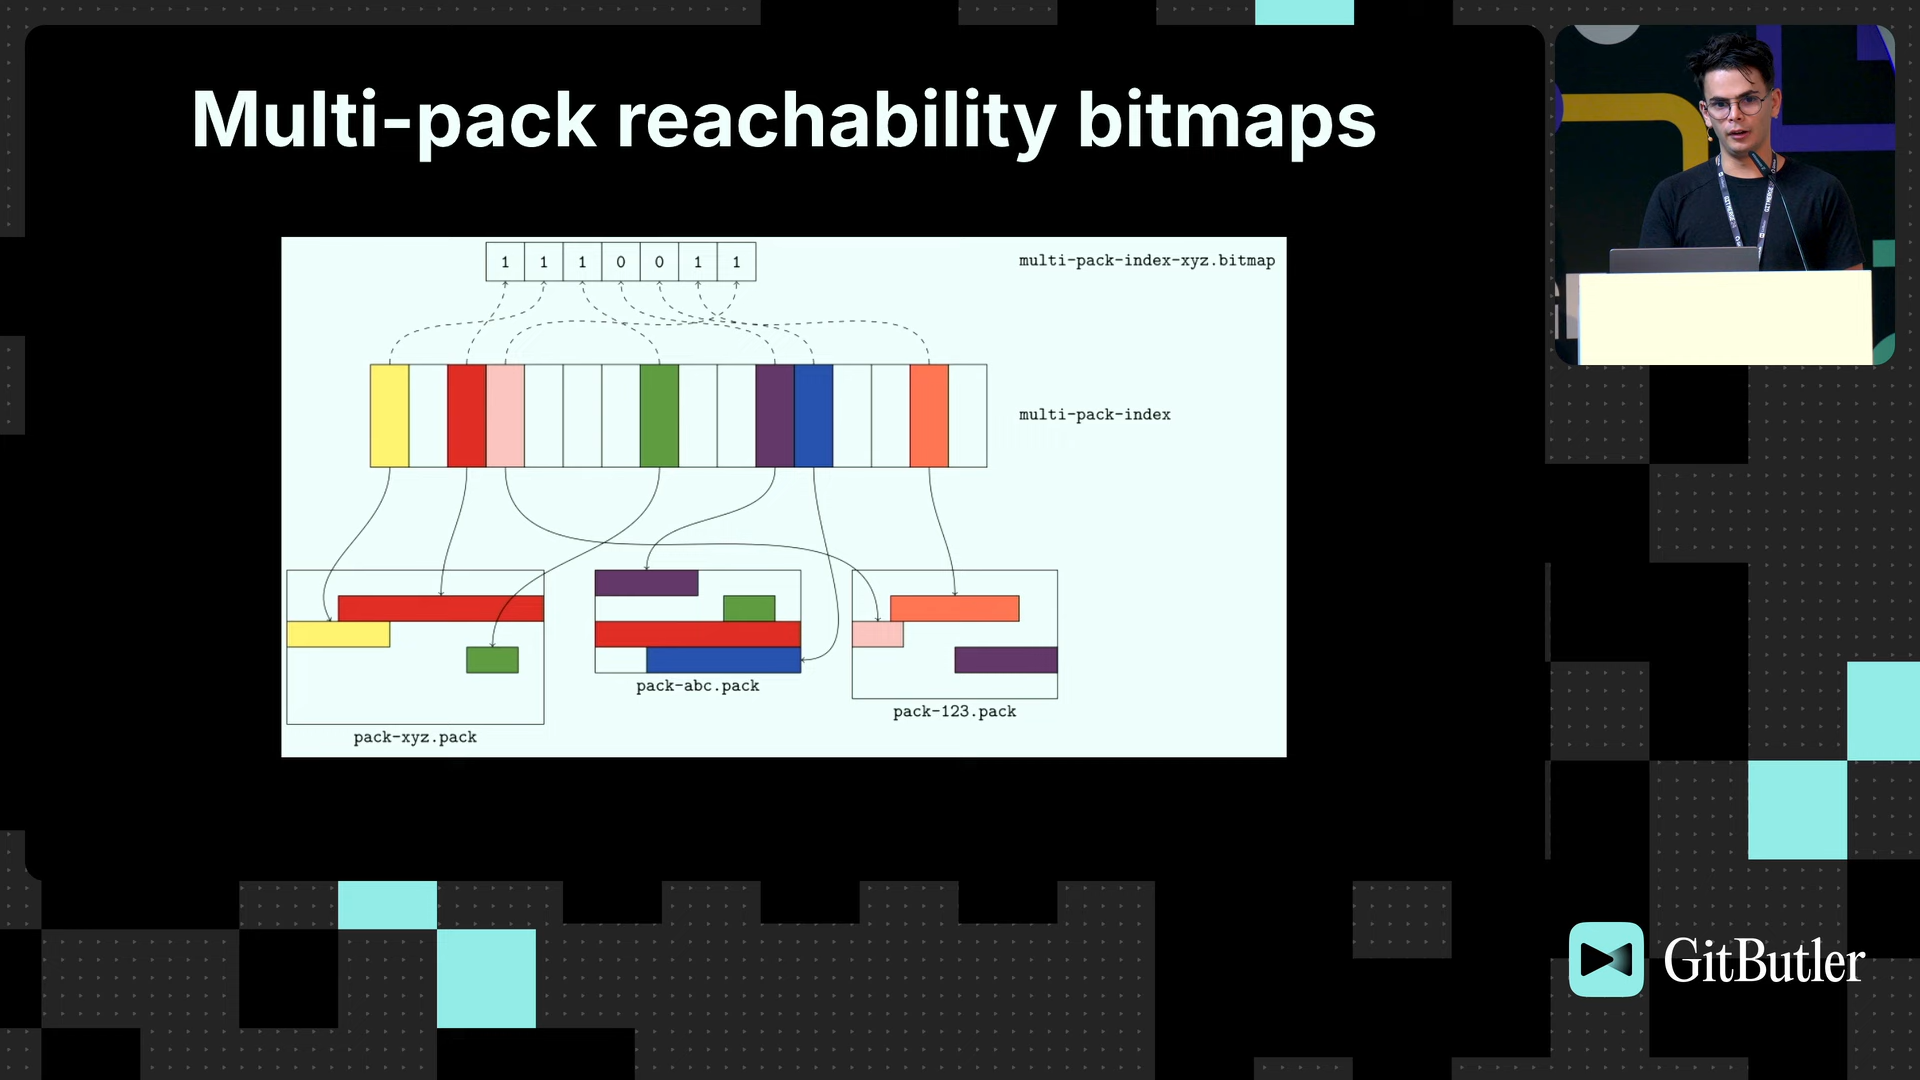 Multi-pack reachability bitmaps
1 1 1 0 0 1 1
multi-pack-index-xyz.bitmap
multi-pack-index
pack-xyz.pack
pack-abc.pack
pack-123.pack
GitButler